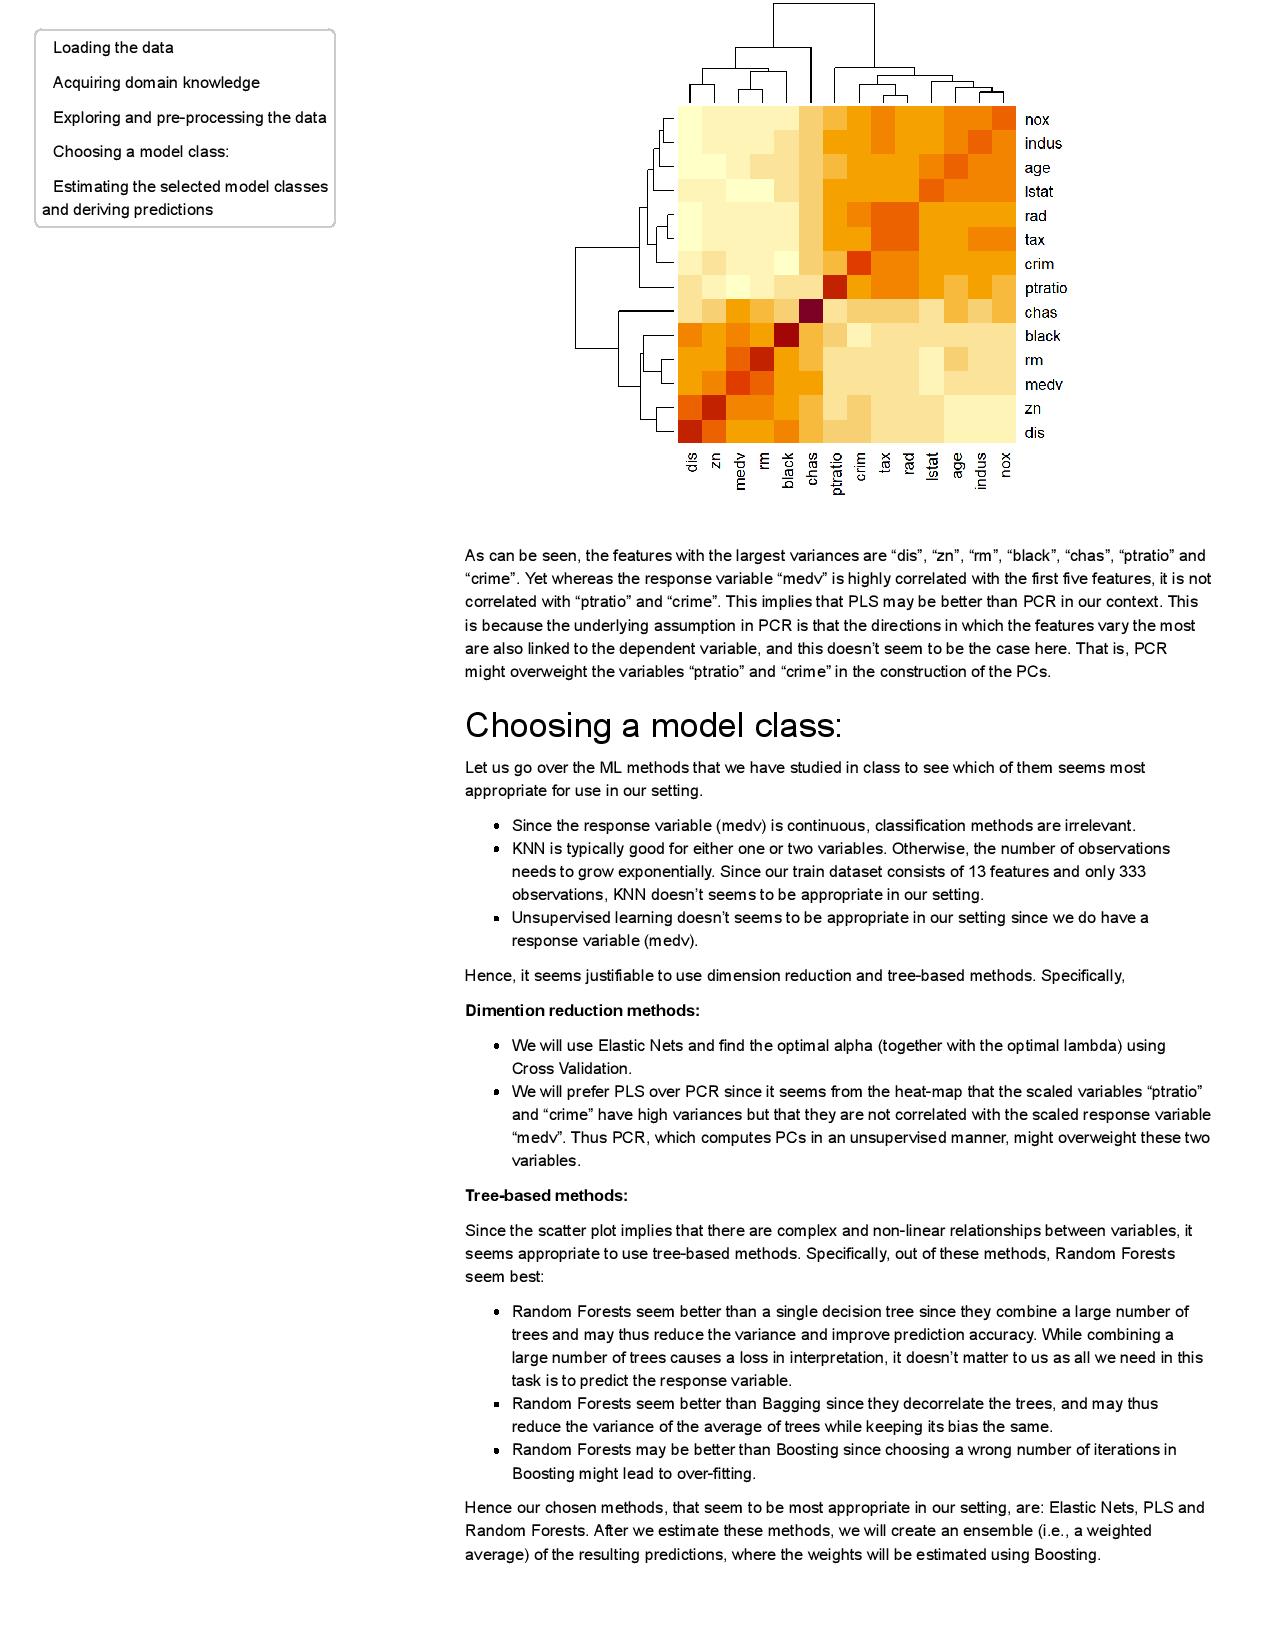 Loading the data
Acquiring domain knowledge
Exploring and pre-processing the data
Choosing a model class:
Estimating the selected model classes
and deriving predictions
nox
indus
age
lstat
rad
tax
crim
ptratio
chas
black
rm
medv
zn
dis
dis
zn
medv
rm
black
chas
ptratio
crim
tax
rad
lstat
age
indus
nox
As can be seen, the features with the largest variances are “dis”, “zn”, “rm”, “black”, “chas”, “ptratio” and
“crime”. Yet whereas the response variable “medv” is highly correlated with the first five features, it is not
correlated with “ptratio” and “crime”. This implies that PLS may be better than PCR in our context. This
is because the underlying assumption in PCR is that the directions in which the features vary the most
are also linked to the dependent variable, and this doesn’t seem to be the case here. That is, PCR
might overweight the variables “ptratio” and “crime” in the construction of the PCs.
Choosing a model class:
Let us go over the ML methods that we have studied in class to see which of them seems most
appropriate for use in our setting.
• Since the response variable (medv) is continuous, classification methods are irrelevant.
• KNN is typically good for either one or two variables. Otherwise, the number of observations
needs to grow exponentially. Since our train dataset consists of 13 features and only 333
observations, KNN doesn’t seems to be appropriate in our setting.
• Unsupervised learning doesn’t seems to be appropriate in our setting since we do have a
response variable (medv).
Hence, it seems justifiable to use dimension reduction and tree-based methods. Specifically,
Dimention reduction methods:
• We will use Elastic Nets and find the optimal alpha (together with the optimal lambda) using
Cross Validation.
• We will prefer PLS over PCR since it seems from the heat-map that the scaled variables “ptratio”
and “crime” have high variances but that they are not correlated with the scaled response variable
“medv”. Thus PCR, which computes PCs in an unsupervised manner, might overweight these two
variables.
Tree-based methods:
Since the scatter plot implies that there are complex and non-linear relationships between variables, it
seems appropriate to use tree-based methods. Specifically, out of these methods, Random Forests
seem best:
• Random Forests seem better than a single decision tree since they combine a large number of
trees and may thus reduce the variance and improve prediction accuracy. While combining a
large number of trees causes a loss in interpretation, it doesn’t matter to us as all we need in this
task is to predict the response variable.
• Random Forests seem better than Bagging since they decorrelate the trees, and may thus
reduce the variance of the average of trees while keeping its bias the same.
• Random Forests may be better than Boosting since choosing a wrong number of iterations in
Boosting might lead to over-fitting.
Hence our chosen methods, that seem to be most appropriate in our setting, are: Elastic Nets, PLS and
Random Forests. After we estimate these methods, we will create an ensemble (i.e., a weighted
average) of the resulting predictions, where the weights will be estimated using Boosting.